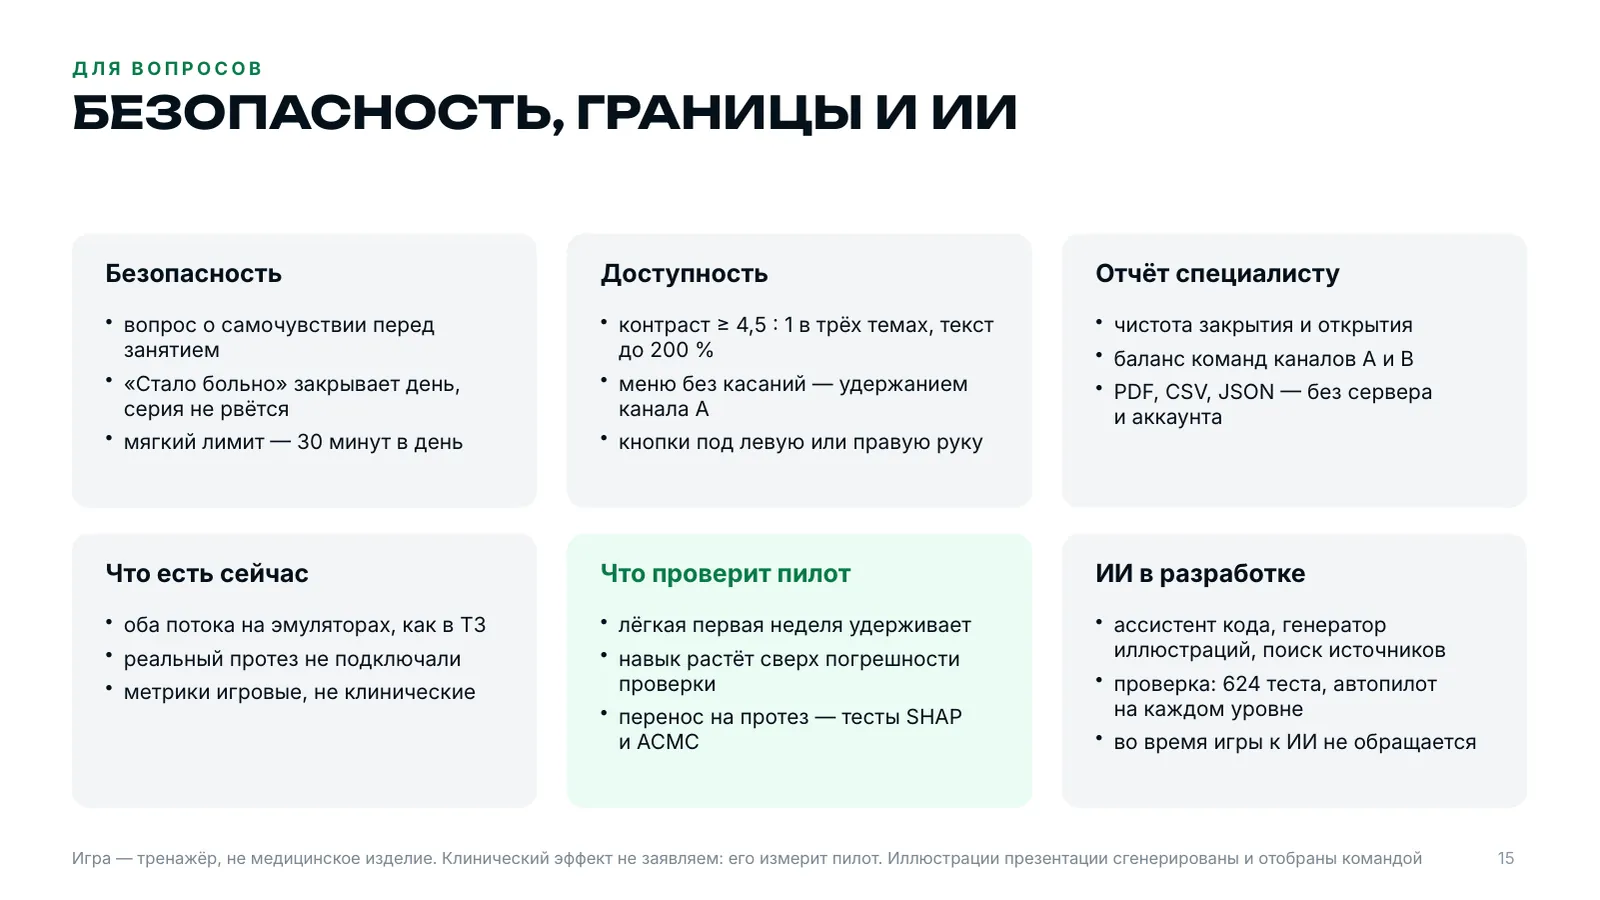 ДЛЯ ВОПРОСОВ
БЕЗОПАСНОСТЬ, ГРАНИЦЫ И ИИ
Безопасность
• вопрос о самочувствии перед
занятием
• «Стало больно» закрывает день,
серия не рвётся
• мягкий лимит — 30 минут в день
Доступность
• контраст ≥ 4,5 : 1 в трёх темах, текст
до 200 %
• меню без касаний — удержанием
канала A
• кнопки под левую или правую руку
Отчёт специалисту
• чистота закрытия и открытия
• баланс команд каналов A и B
• PDF, CSV, JSON — без сервера
и аккаунта
Что есть сейчас
• оба потока на эмуляторах, как в ТЗ
• реальный протез не подключали
• метрики игровые, не клинические
Что проверит пилот
• лёгкая первая неделя удерживает
• навык растёт сверх погрешности
проверки
• перенос на протез — тесты SHAP
и ACMC
ИИ в разработке
• ассистент кода, генератор
иллюстраций, поиск источников
• проверка: 624 теста, автопилот
на каждом уровне
• во время игры к ИИ не обращается
Игра — тренажёр, не медицинское изделие. Клинический эффект не заявляем: его измерит пилот. Иллюстрации презентации сгенерированы и отобраны командой
15